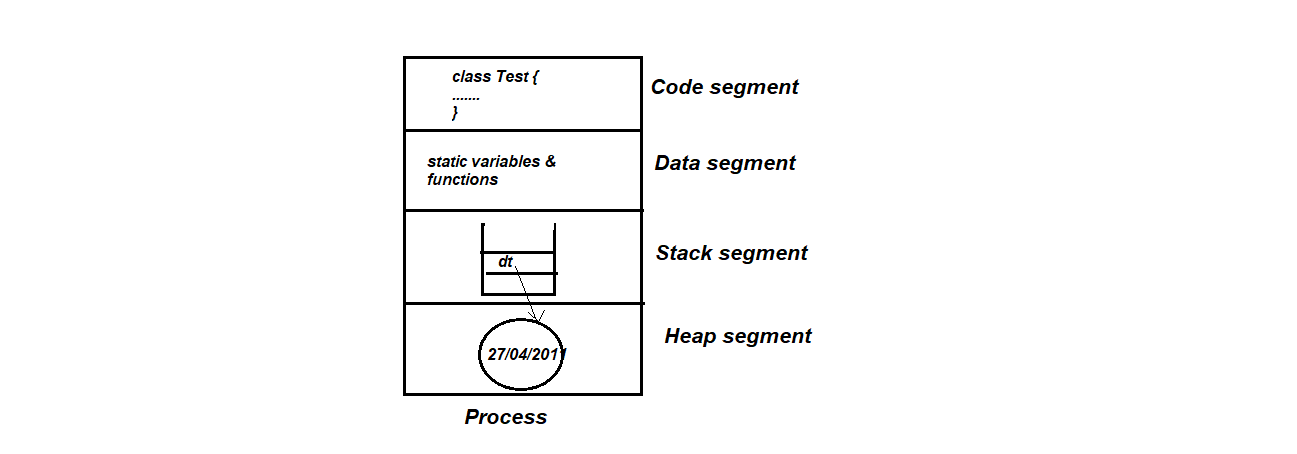 class Test {
.......
}
Code segment
static variables &
functions
Data segment
dt
Stack segment
27/04/2011
Heap segment
Process